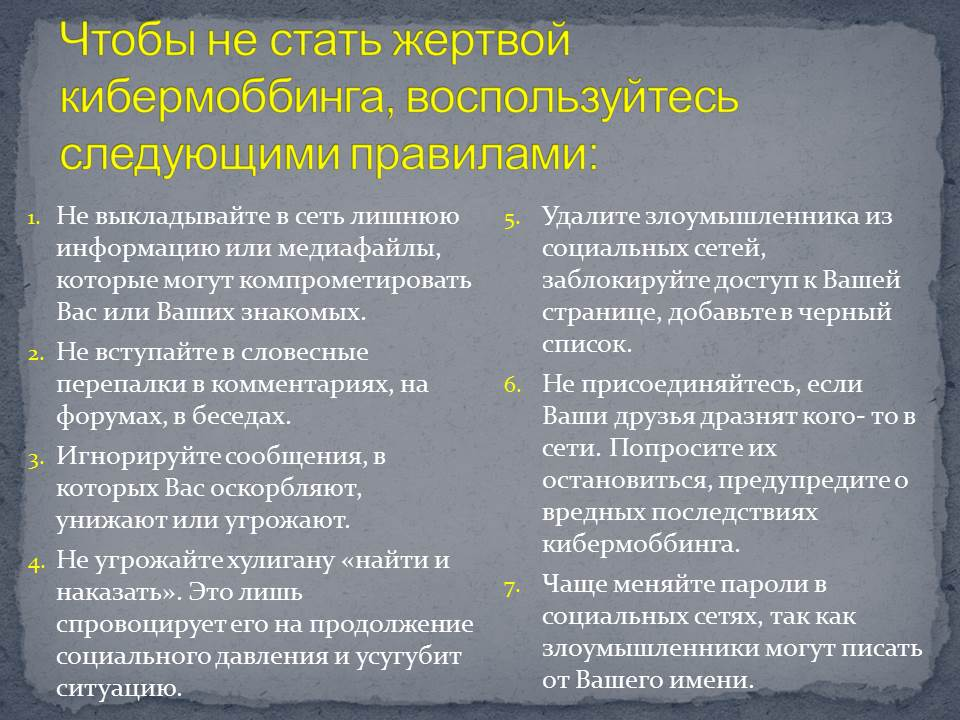 Чтобы не стать жертвой
кибермоббинга, воспользуйтесь
следующими правилами:
1. Не выкладывайте в сеть лишнюю
информацию или медиафайлы,
которые могут компрометировать
Вас или Ваших знакомых.
2. Не вступайте в словесные
перепалки в комментариях, на
форумах, в беседах.
3. Игнорируйте сообщения, в
которых Вас оскорбляют,
унижают или угрожают.
4. Не угрожайте хулигану «найти и
наказать». Это лишь
спровоцирует его на продолжение
социального давления и усугубит
ситуацию.
5. Удалите злоумышленника из
социальных сетей,
заблокируйте доступ к Вашей
странице, добавьте в черный
список.
6. Не присоединяйтесь, если
Ваши друзья дразнят кого- то в
сети. Попросите их
остановиться, предупредите о
вредных последствиях
кибермоббинга.
7. Чаще меняйте пароли в
социальных сетях, так как
злоумышленники могут писать
от Вашего имени.